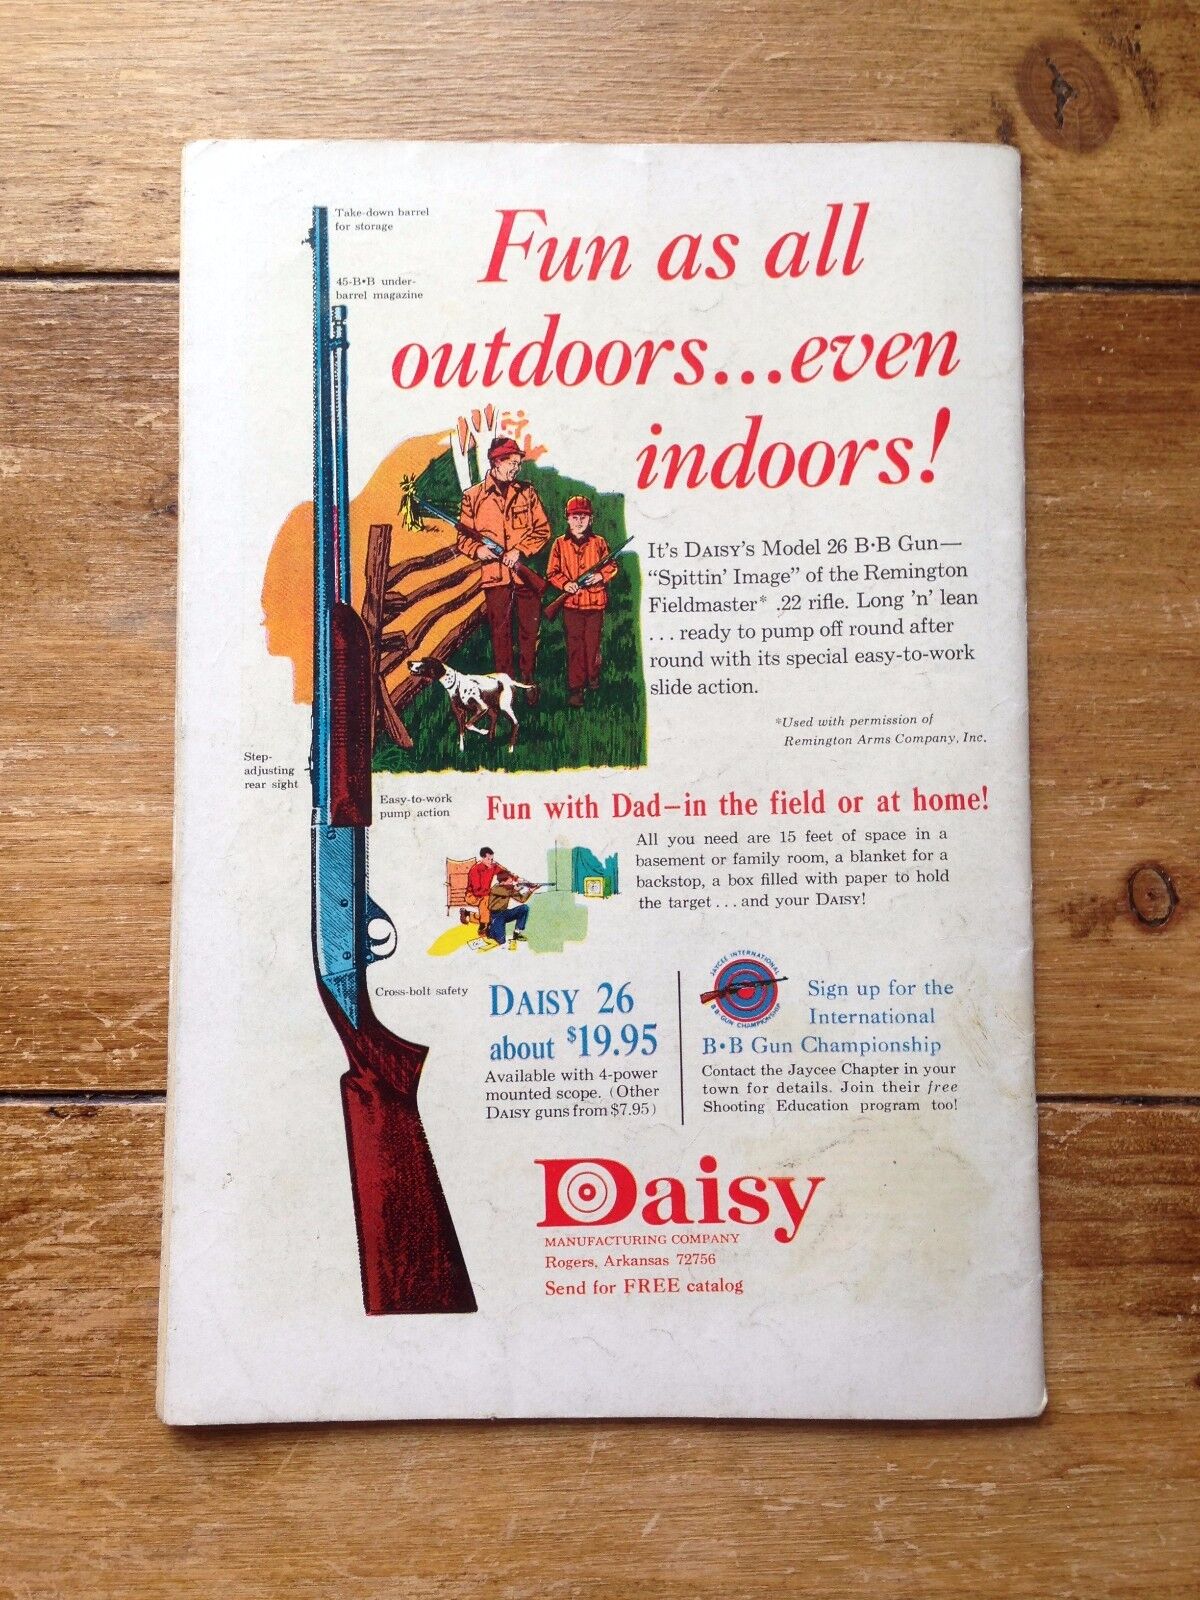 Take-down barrel
for storage
45-B•B under-
barrel magazine
Fun as all
outdoors...even
indoors!
It's DAISY'S Model 26 B•B Gun—
“Spittin' Image” of the Remington
Fieldmaster* .22 rifle. Long 'n' lean
... ready to pump off round after
round with its special easy-to-work
slide action.
*Used with permission of
Remington Arms Company, Inc.
Step-
adjusting
rear sight
Easy-to-work
pump action
Fun with Dad—in the field or at home!
All you need are 15 feet of space in a
basement or family room, a blanket for a
backstop, a box filled with paper to hold
the target ... and your DAISY!
Cross-bolt safety
DAISY 26
about $19.95
Available with 4-power
mounted scope. (Other
DAISY guns from $7.95)
JAYCEE INTERNATIONAL
B•B•GUN CHAMPIONSHIP
Sign up for the
International
B•B Gun Championship
Contact the Jaycee Chapter in your
town for details. Join their free
Shooting Education program too!
Daisy
MANUFACTURING COMPANY
Rogers, Arkansas 72756
Send for FREE catalog